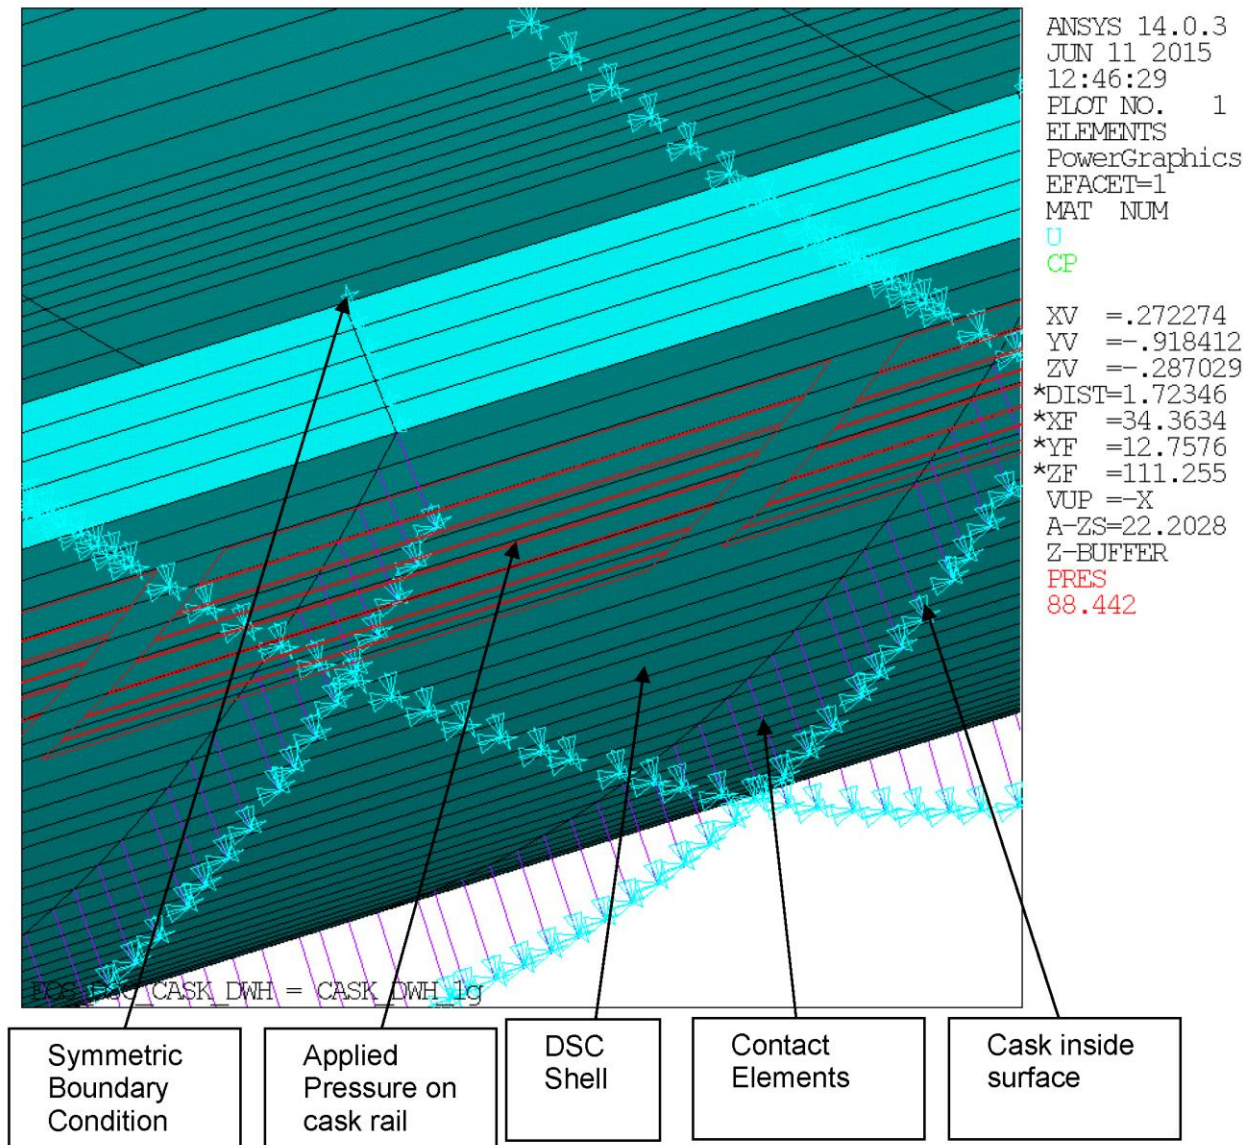 ANSYS 14.0.3
JUN 11 2015
12:46:29
PLOT NO.   1
ELEMENTS
PowerGraphics
EFACET=1
MAT  NUM
U
CP
XV  =.272274
YV  =-.918412
ZV  =-.287029
*DIST=1.72346
*XF  =34.3634
*YF  =12.7576
*ZF  =111.255
VUP =-X
A-ZS=22.2028
Z-BUFFER
PRES
88.442
EOS_DSC_CASK_DWH = CASK_DWH_1g
Symmetric
Boundary
Condition
Applied
Pressure on
cask rail
DSC
Shell
Contact
Elements
Cask inside
surface